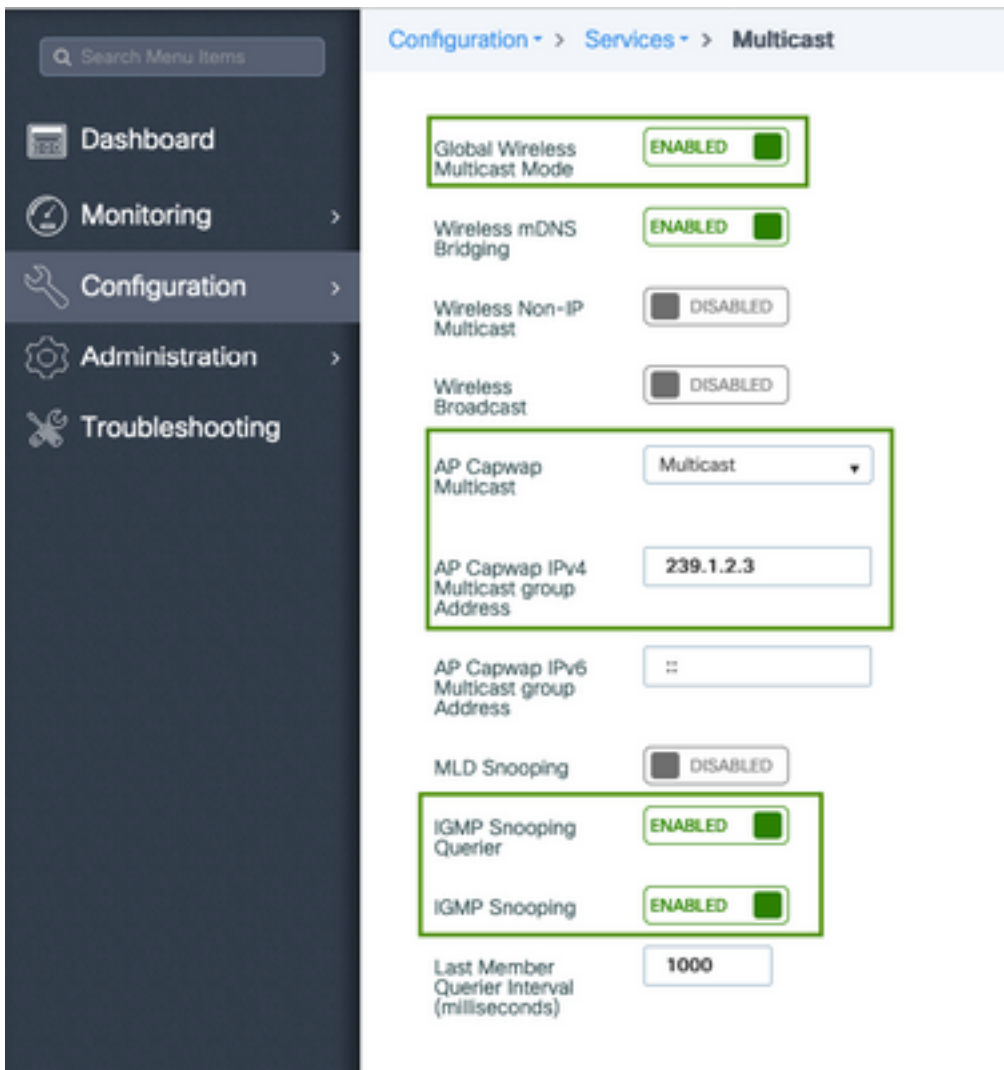 Search Menu Items
Dashboard
Monitoring
Configuration
Administration
Troubleshooting
Configuration > Services > Multicast
Global Wireless
Multicast Mode
ENABLED
Wireless mDNS
Bridging
ENABLED
Wireless Non-IP
Multicast
DISABLED
Wireless
Broadcast
DISABLED
AP Capwap
Multicast
Multicast
AP Capwap IPv4
Multicast group
Address
239.1.2.3
AP Capwap IPv6
Multicast group
Address
::
MLD Snooping
DISABLED
IGMP Snooping
Querier
ENABLED
IGMP Snooping
ENABLED
Last Member
Querier Interval
(milliseconds)
1000